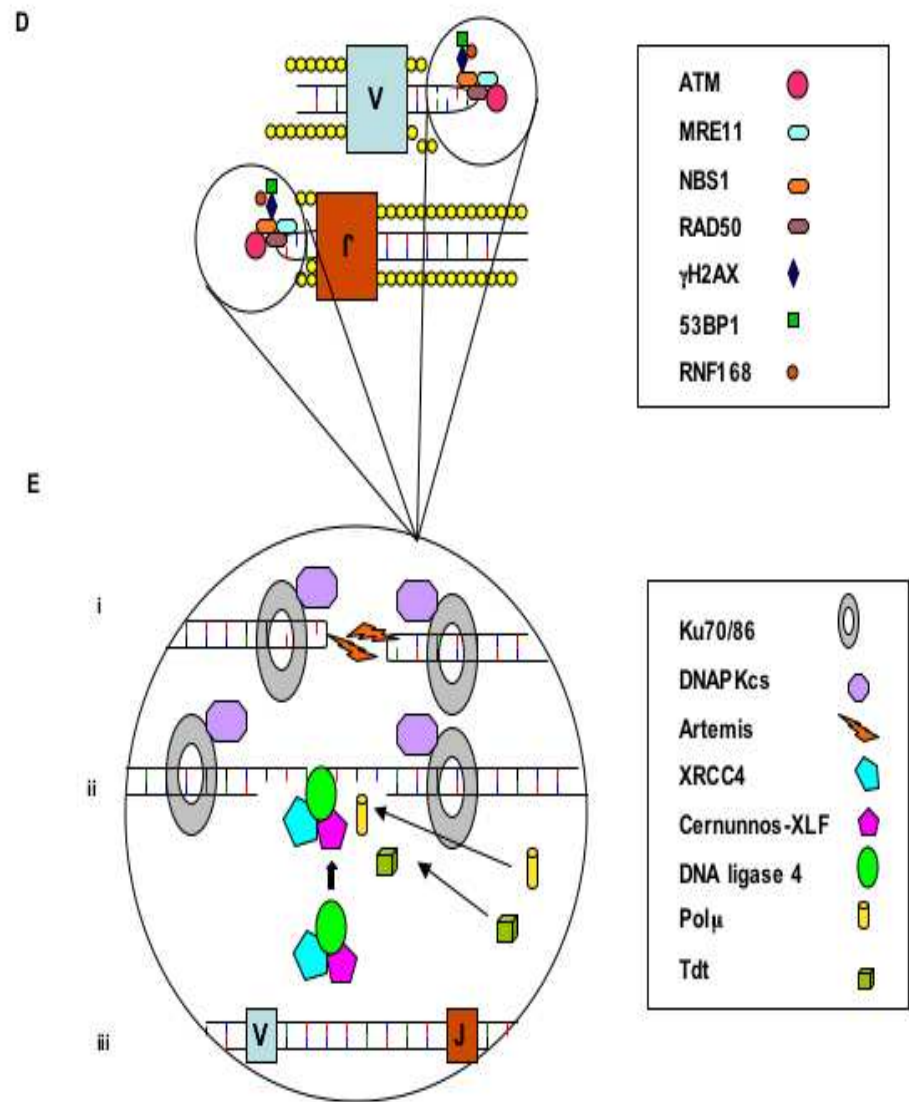 D
V
J
ATM
MRE11
NBS1
RAD50
γH2AX
53BP1
RNF168
E
i
ii
iii
V
J
Ku70/86
DNAPKcs
Artemis
XRCC4
Cernunnos-XLF
DNA ligase 4
Polμ
Tdt